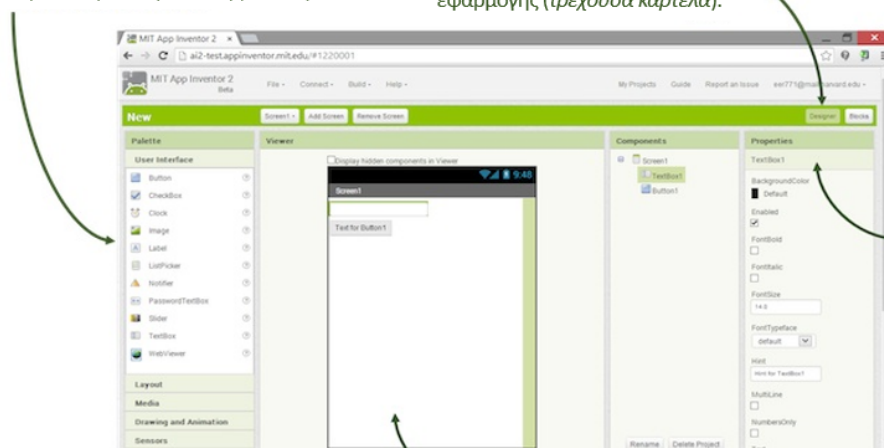 εφαρμογής (τρέχουσα καρτέλα).
MIT App Inventor 2 ×
ai2-test.appinventor.mit.edu/#1220001
MIT App Inventor 2
Beta
File Connect Build Help
My Projects Guide Report an Issue
New
Screen1 Add Screen Remove Screen
Designer Blocks
Palette
User Interface
Button
CheckBox
Clock
Image
Label
ListPicker
Notifier
PasswordTextBox
Slider
TextBox
WebViewer
Layout
Media
Drawing and Animation
Sensors
Viewer
Display hidden components in Viewer
9:48
Screen1
Text for Button1
Components
Screen1
TextBox1
Button1
Rename Delete Project
Properties
TextBox1
BackgroundColor
Default
Enabled
FontBold
FontItalic
FontSize
14.0
FontTypeface
default
Hint
Hint for TextBox1
MultiLine
NumbersOnly